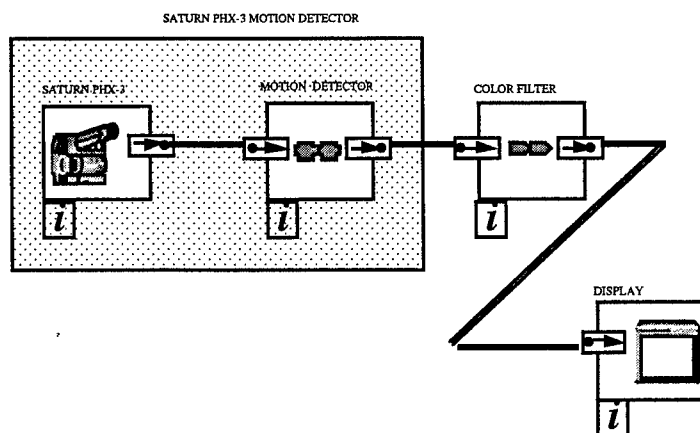 SATURN PHX-3 MOTION DETECTOR
SATURN PHX-3
MOTION DETECTOR
COLOR FILTER
i
i
i
DISPLAY
i